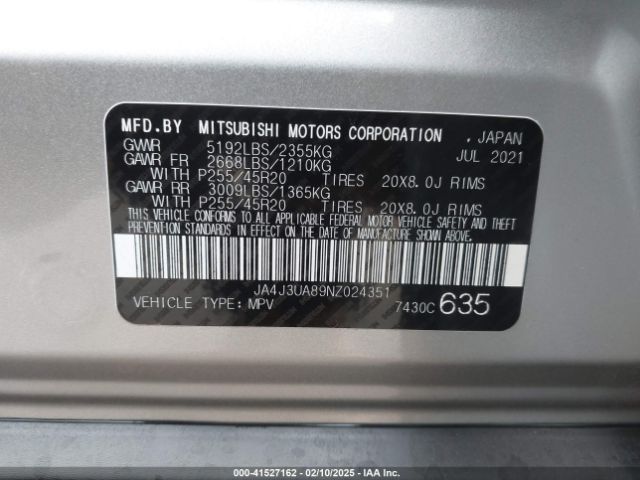 MFD.BY MITSUBISHI MOTORS CORPORATION . JAPAN
GVWR 5192LBS/2355KG JUL 2021
GAWR FR 2668LBS/1210KG
WITH P255/45R20 TIRES 20X8.0J RIMS
GAWR RR 3009LBS/1365KG
WITH P255/45R20 TIRES 20X8.0J RIMS
THIS VEHICLE CONFORMS TO ALL APPLICABLE FEDERAL MOTOR VEHICLE SAFETY AND THEFT
PREVENTION STANDARDS IN EFFECT ON THE DATE OF MANUFACTURE SHOWN ABOVE.
JA4J3UA89NZ024351
VEHICLE TYPE: MPV 7430C 635
000-41527162 — 02/10/2025 — IAA Inc.